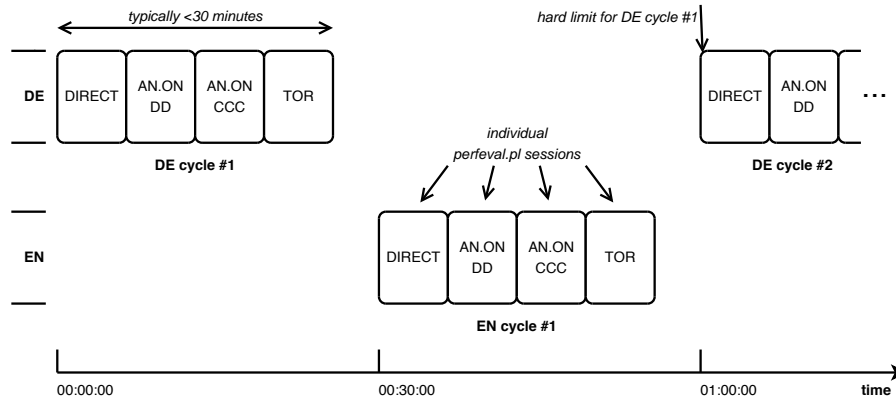 typically <30 minutes
hard limit for DE cycle #1
DE
DIRECT
AN.ON
DD
AN.ON
CCC
TOR
DIRECT
AN.ON
DD
...
DE cycle #1
individual
perfeval.pl sessions
DE cycle #2
EN
DIRECT
AN.ON
DD
AN.ON
CCC
TOR
EN cycle #1
00:00:00
00:30:00
01:00:00
time